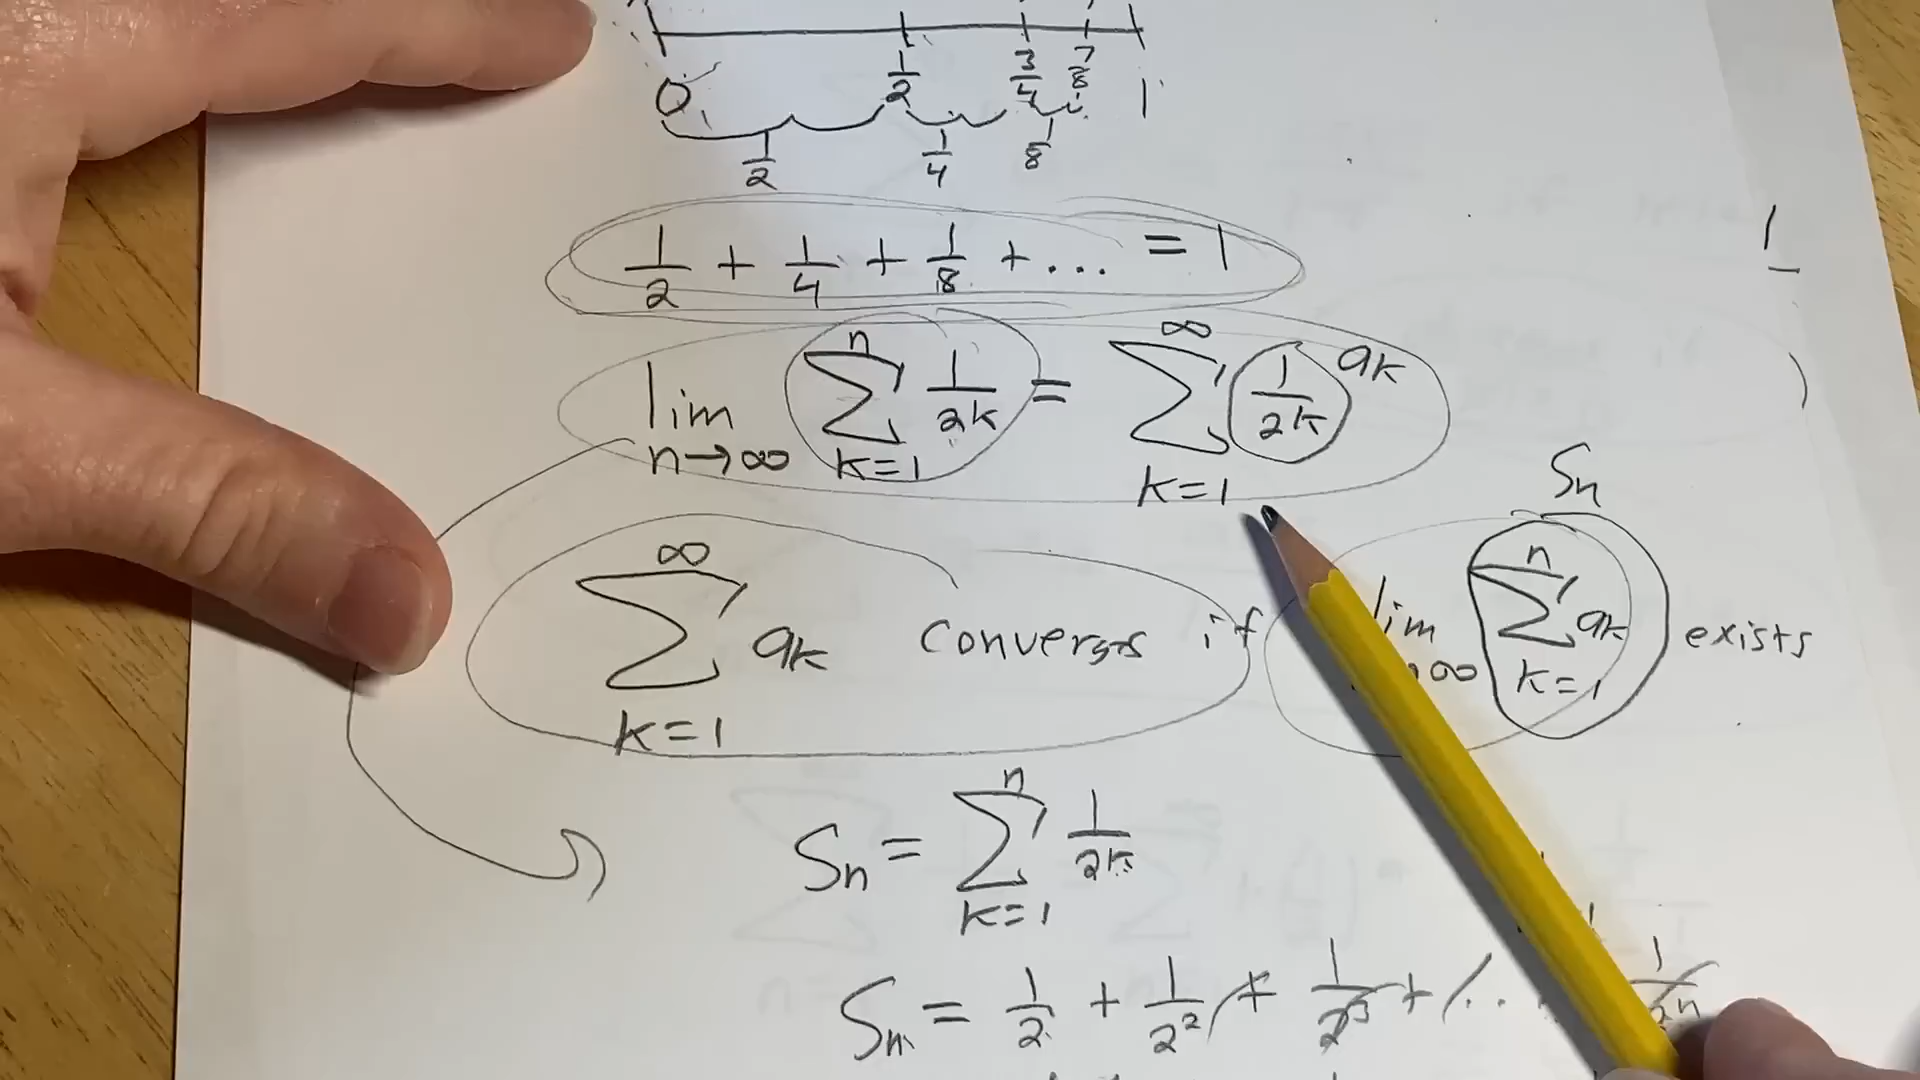 0 1/2 3/4 7/8 1
1/2 1/4 1/8
1/2 + 1/4 + 1/8 + ... = 1
lim n→∞ ∑ n k=1 1/2k = ∑ ∞ k=1 1/2k ak
Sn
∑ ∞ k=1 ak converges if lim →∞ ∑ n k=1 ak exists
Sn = ∑ n k=1 1/2k
Sn = 1/2 + 1/2² + 1/2³ + ... 1/2ⁿ